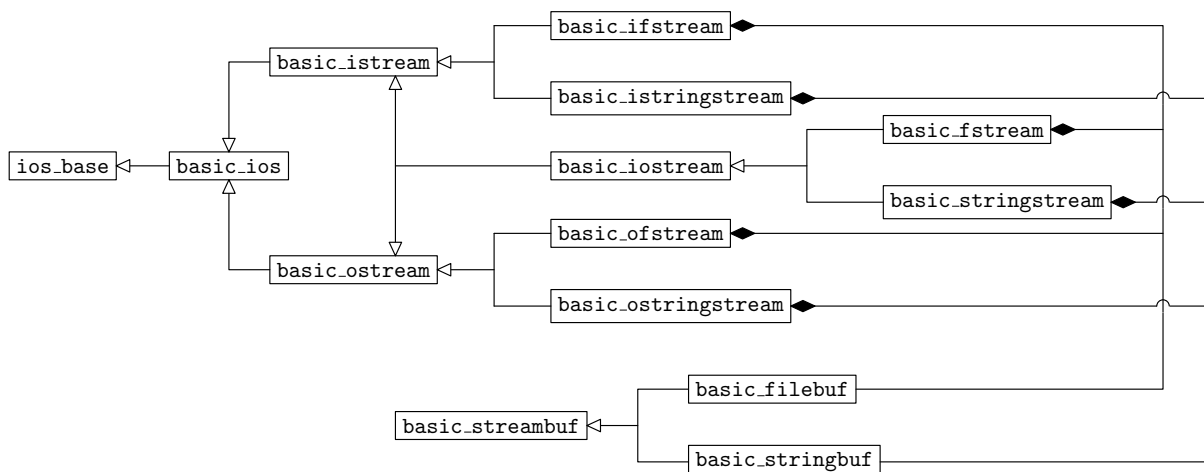 basic_ifstream
basic_istream
basic_istringstream
basic_fstream
ios_base
basic_ios
basic_iostream
basic_stringstream
basic_ofstream
basic_ostream
basic_ostringstream
basic_filebuf
basic_streambuf
basic_stringbuf